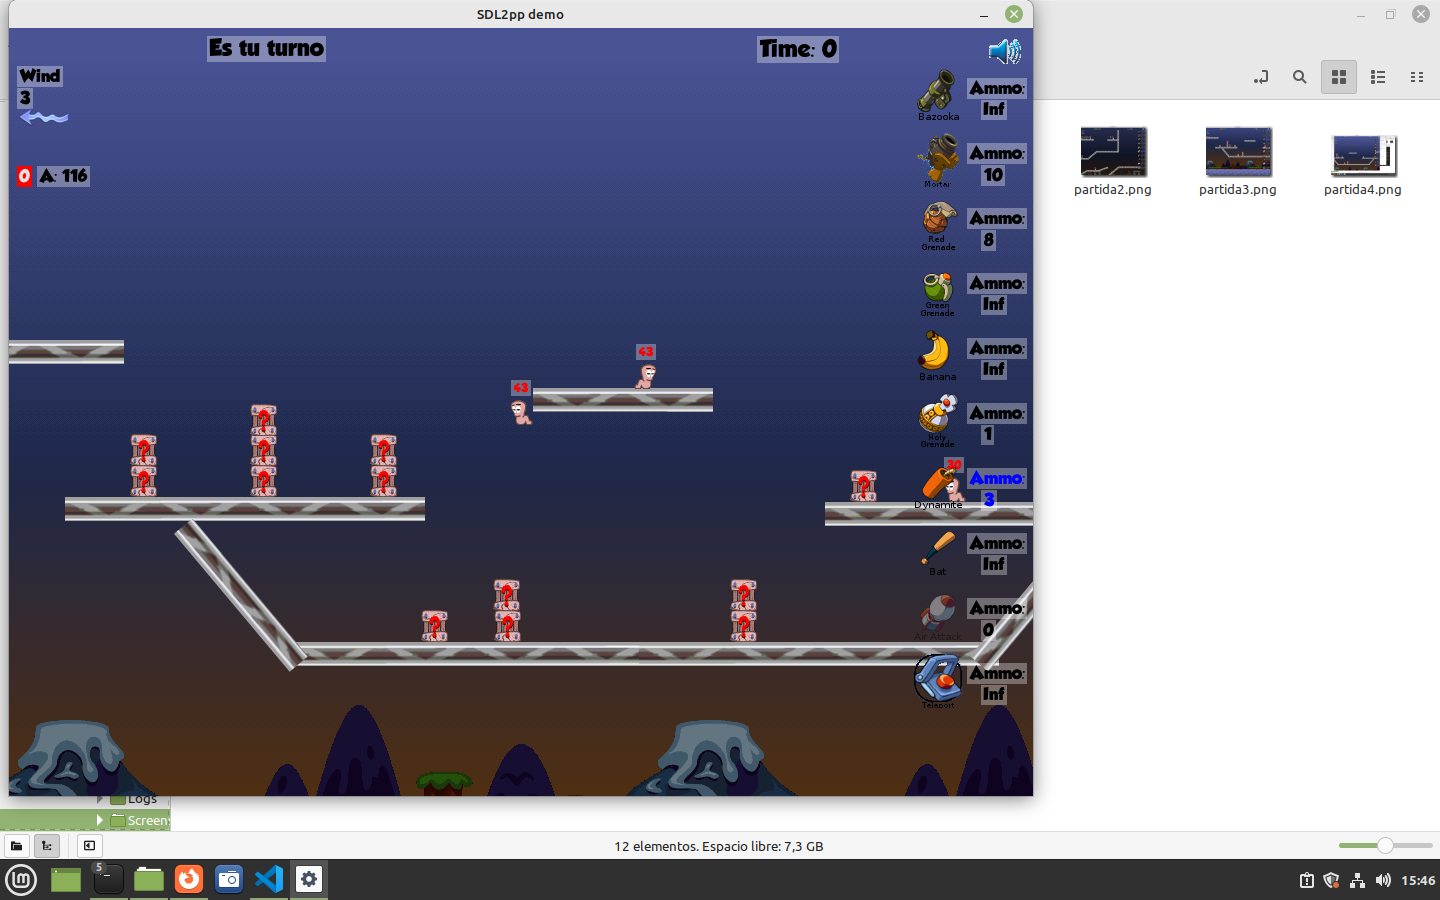 SDL2pp demo
Es tu turno
Time: 0
Wind
3
0 A: 116
Bazooka
Ammo:
Inf
Mortar
Ammo:
10
Red
Grenade
Ammo:
8
Green
Grenade
Ammo:
Inf
Banana
Ammo:
Inf
Holy
Grenade
Ammo:
1
Dynamite
Ammo:
3
Bat
Ammo:
Inf
Air Attack
Ammo:
0
Teleport
Ammo:
Inf
43
43
?
?
?
?
?
?
?
?
?
?
?
?
?
partida2.png
partida3.png
partida4.png
Logs
Screens
12 elementos. Espacio libre: 7,3 GB
5
lm
15:46